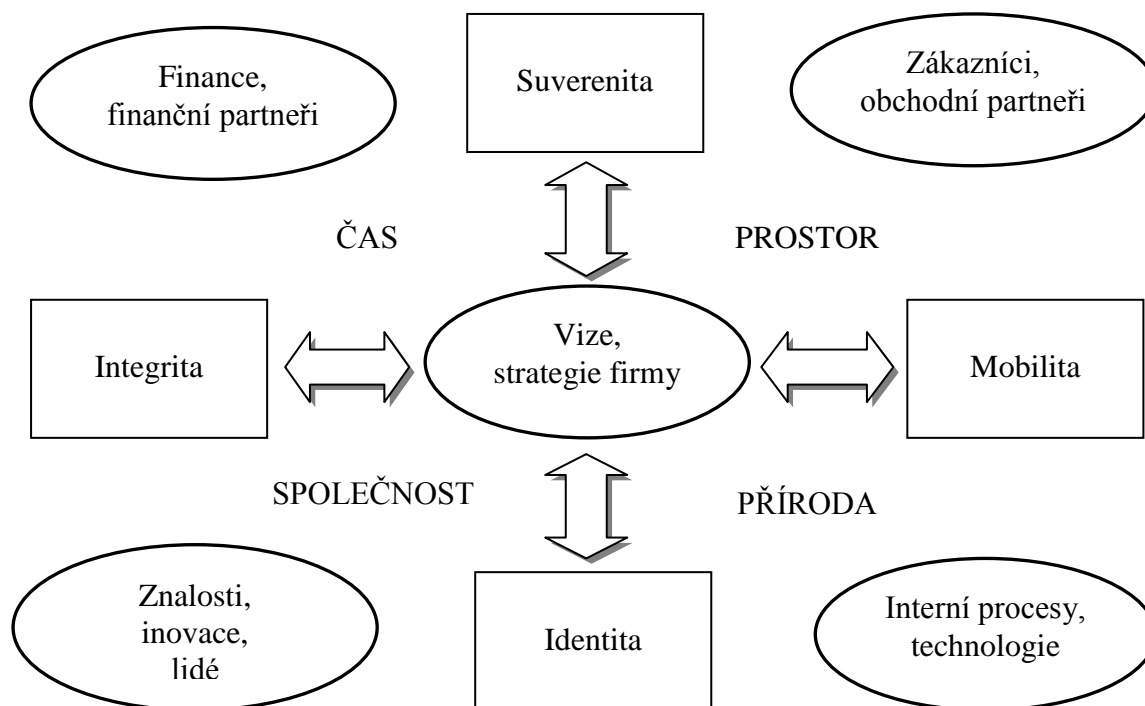 Finance,
finanční partneři
Suverenita
Zákazníci,
obchodní partneři
ČAS
PROSTOR
Integrita
Vize,
strategie firmy
Mobilita
SPOLEČNOST
PŘÍRODA
Znalosti,
inovace,
lidé
Identita
Interní procesy,
technologie